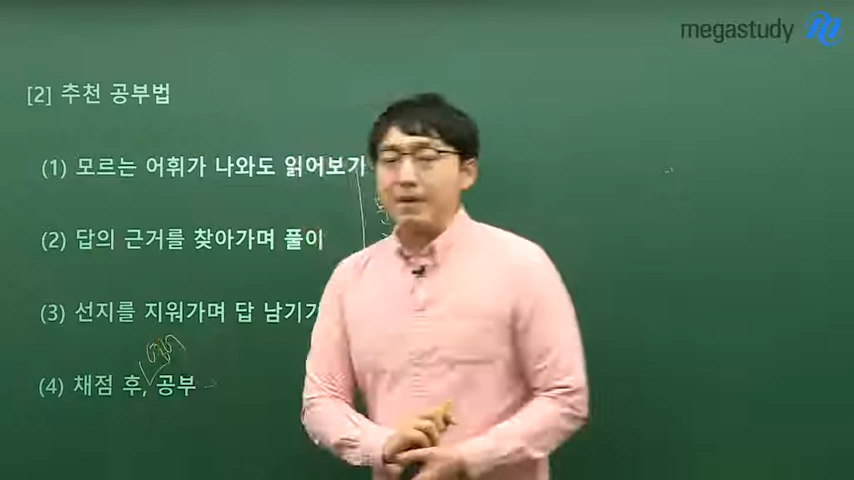 megastudy
[2] 추천 공부법
(1) 모르는 어휘가 나와도 읽어보기
(2) 답의 근거를 찾아가며 풀이
(3) 선지를 지워가며 답 남기기
(4) 채점 후, 공부